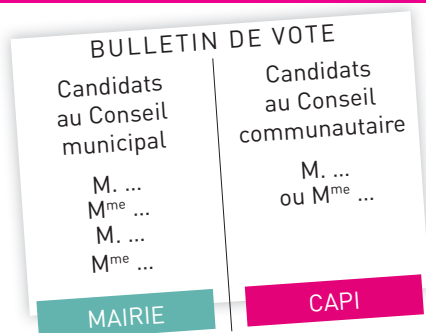 BULLETIN DE VOTE
Candidats
au Conseil
municipal
M. ...
Mme ...
M. ...
Mme ...
MAIRIE
Candidats
au Conseil
communautaire
M. ...
ou Mme ...
CAPI